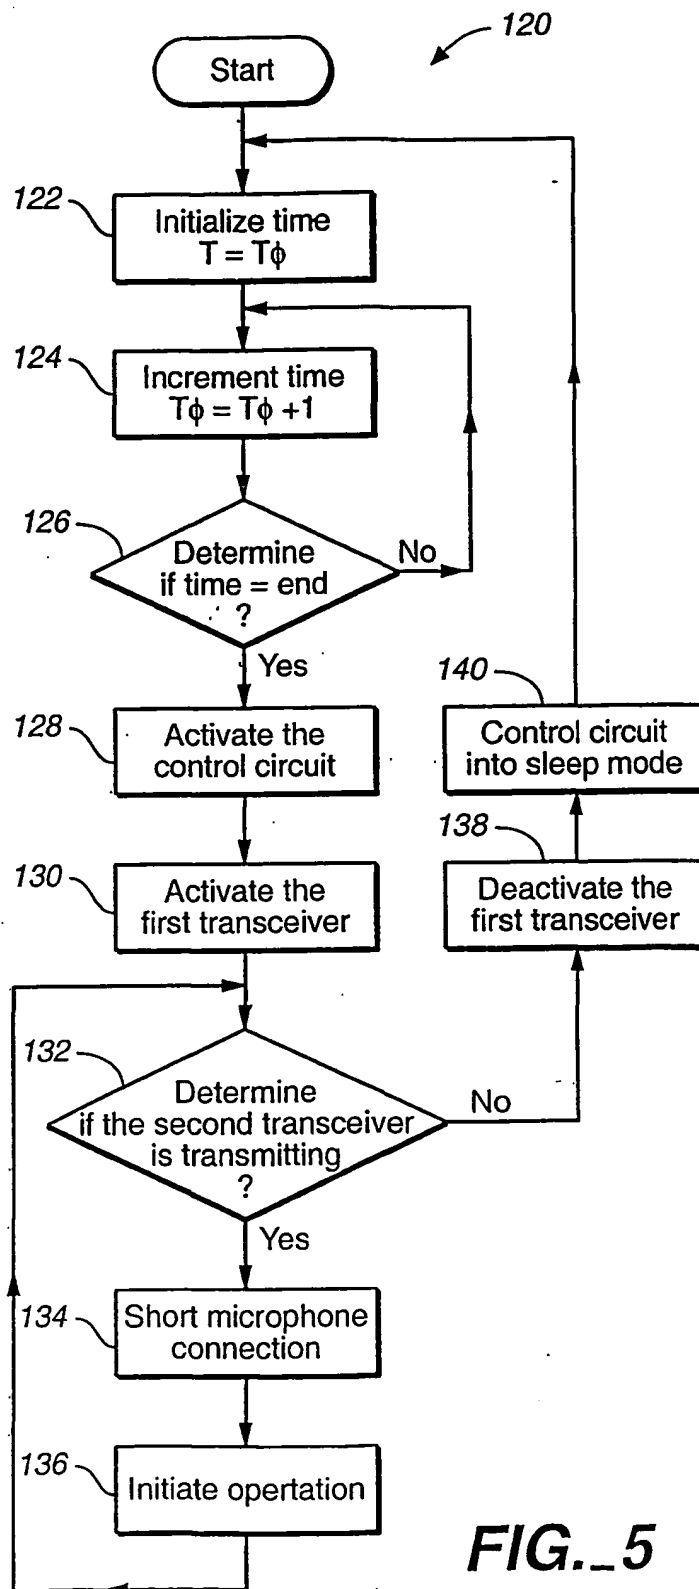 120
Start
122
Initialize time
T = Tϕ
124
Increment time
Tϕ = Tϕ +1
126
Determine
if time = end
?
No
Yes
128
Activate the
control circuit
140
Control circuit
into sleep mode
130
Activate the
first transceiver
138
Deactivate the
first transceiver
132
Determine
if the second transceiver
is transmitting
?
No
Yes
134
Short microphone
connection
136
Initiate opertation
FIG._5